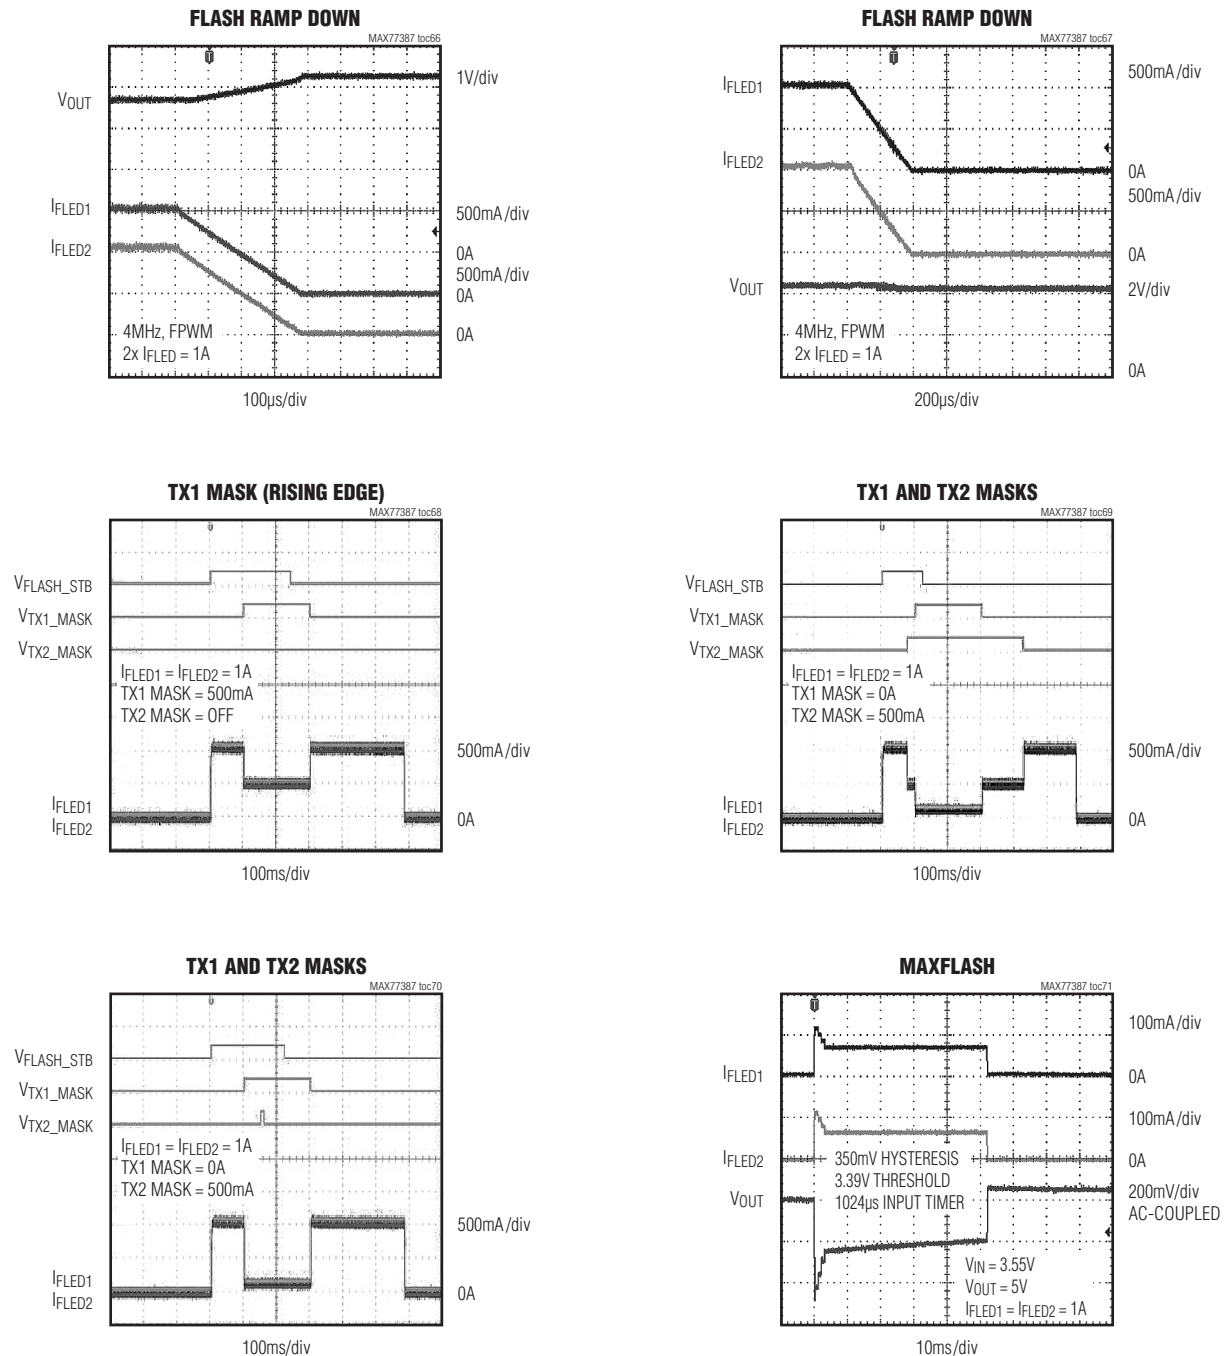 FLASH RAMP DOWN
MAX77387 toc66
VOUT
1V/div
IFLED1
500mA/div
IFLED2
0A
500mA/div
0A
0A
4MHz, FPWM
2x IFLED = 1A
100µs/div
FLASH RAMP DOWN
MAX77387 toc67
IFLED1
500mA/div
IFLED2
0A
500mA/div
0A
VOUT
2V/div
4MHz, FPWM
2x IFLED = 1A
0A
200µs/div
TX1 MASK (RISING EDGE)
MAX77387 toc68
VFLASH_STB
VTX1_MASK
VTX2_MASK
IFLED1 = IFLED2 = 1A
TX1 MASK = 500mA
TX2 MASK = OFF
500mA/div
IFLED1
IFLED2
0A
100ms/div
TX1 AND TX2 MASKS
MAX77387 toc69
VFLASH_STB
VTX1_MASK
VTX2_MASK
IFLED1 = IFLED2 = 1A
TX1 MASK = 0A
TX2 MASK = 500mA
500mA/div
IFLED1
IFLED2
0A
100ms/div
TX1 AND TX2 MASKS
MAX77387 toc70
VFLASH_STB
VTX1_MASK
VTX2_MASK
IFLED1 = IFLED2 = 1A
TX1 MASK = 0A
TX2 MASK = 500mA
500mA/div
IFLED1
IFLED2
0A
100ms/div
MAXFLASH
MAX77387 toc71
100mA/div
IFLED1
0A
100mA/div
IFLED2
0A
350mV HYSTERESIS
3.39V THRESHOLD
1024µs INPUT TIMER
VOUT
200mV/div
AC-COUPLED
VIN = 3.55V
VOUT = 5V
IFLED1 = IFLED2 = 1A
10ms/div